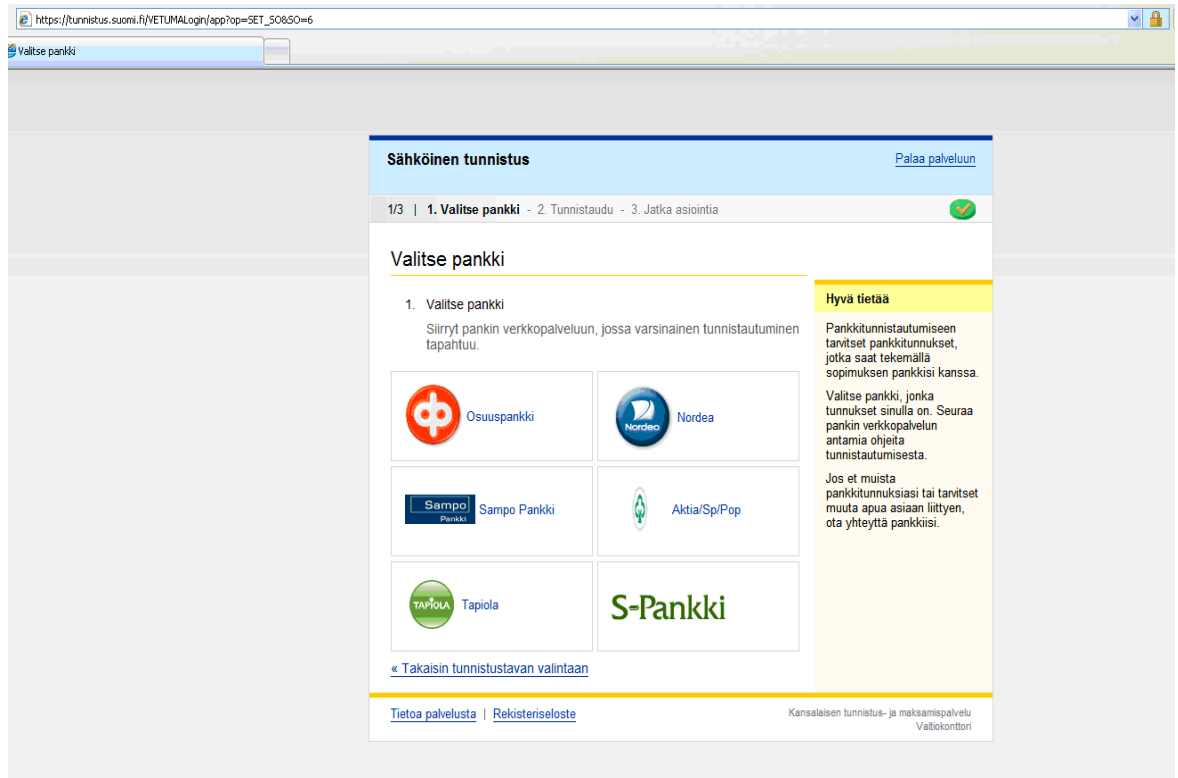 https://tunnistus.suomi.fi/VETUMALogin/app?op=SET_SO&SO=6
Valitse pankki
Sähköinen tunnistus
Palaa palveluun
1/3 | 1. Valitse pankki - 2. Tunnistaudu - 3. Jatka asiointia
Valitse pankki
1. Valitse pankki
Siirryt pankin verkkopalveluun, jossa varsinainen tunnistautuminen
tapahtuu.
Osuuspankki
Nordea
Nordea
Sampo
Pankki
Sampo Pankki
Aktia/Sp/Pop
TAPIOLA
Tapiola
S-Pankki
« Takaisin tunnistustavan valintaan
Hyvä tietää
Pankkitunnistautumiseen
tarvitset pankkitunnukset,
jotka saat tekemällä
sopimuksen pankkisi kanssa.
Valitse pankki, jonka
tunnukset sinulla on. Seuraa
pankin verkkopalvelun
antamia ohjeita
tunnistautumisesta.
Jos et muista
pankkitunnuksiasi tai tarvitset
muuta apua asiaan liittyen,
ota yhteyttä pankkiisi.
Tietoa palvelusta | Rekisteriseloste
Kansalaisen tunnistus- ja maksamispalvelu
Valtiokonttori